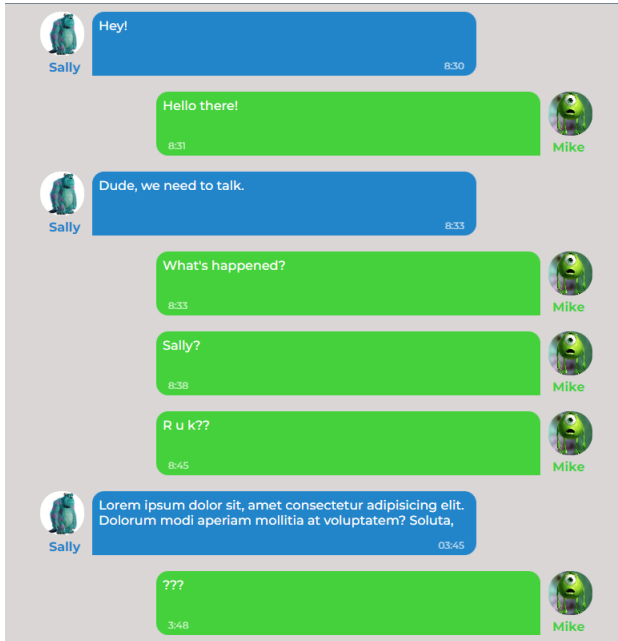 Hey!
8:30
Sally
Hello there!
8:31
Mike
Dude, we need to talk.
8:33
Sally
What's happened?
8:33
Mike
Sally?
8:38
Mike
R u k??
8:45
Mike
Lorem ipsum dolor sit, amet consectetur adipisicing elit.
Dolorum modi aperiam mollitia at voluptatem? Soluta,
03:45
Sally
???
3:48
Mike